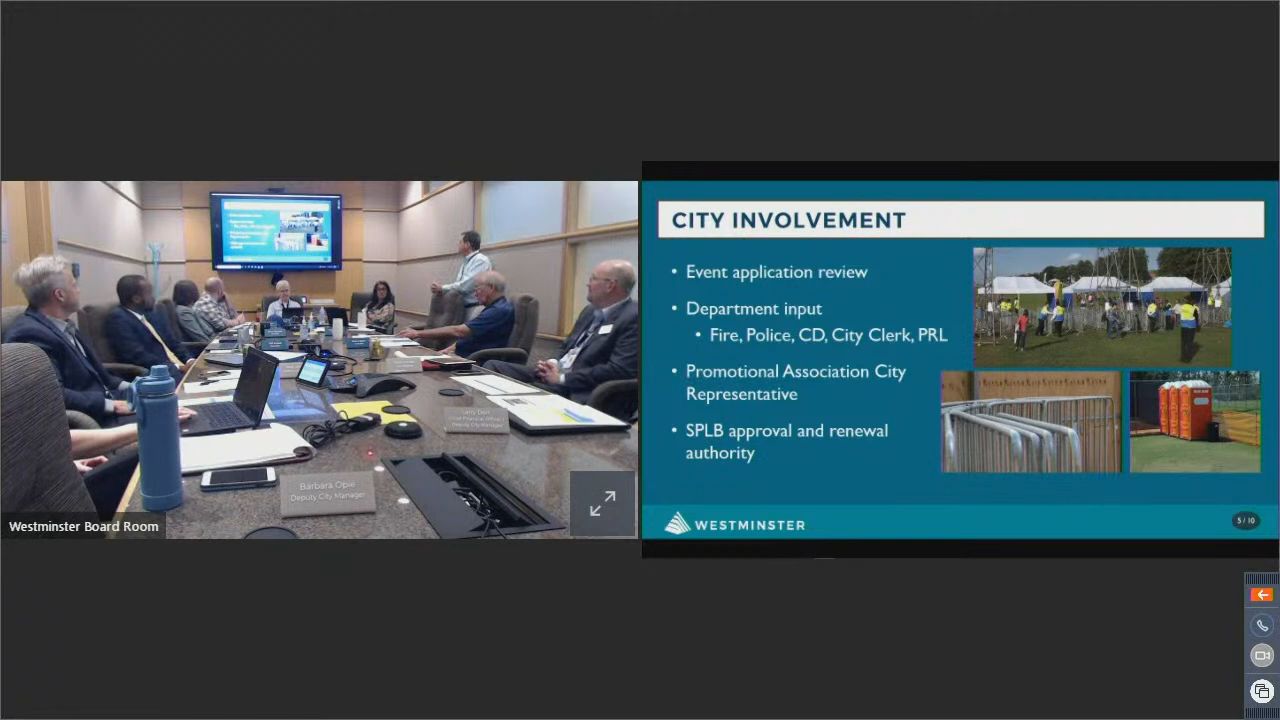 CITY INVOLVEMENT
• Event application review
• Department input
• Fire, Police, CD, City Clerk, PRL
• Promotional Association City
Representative
• SPLB approval and renewal
authority
WESTMINSTER
5 / 10
Barbara Opie
Deputy City Manager
Westminster Board Room